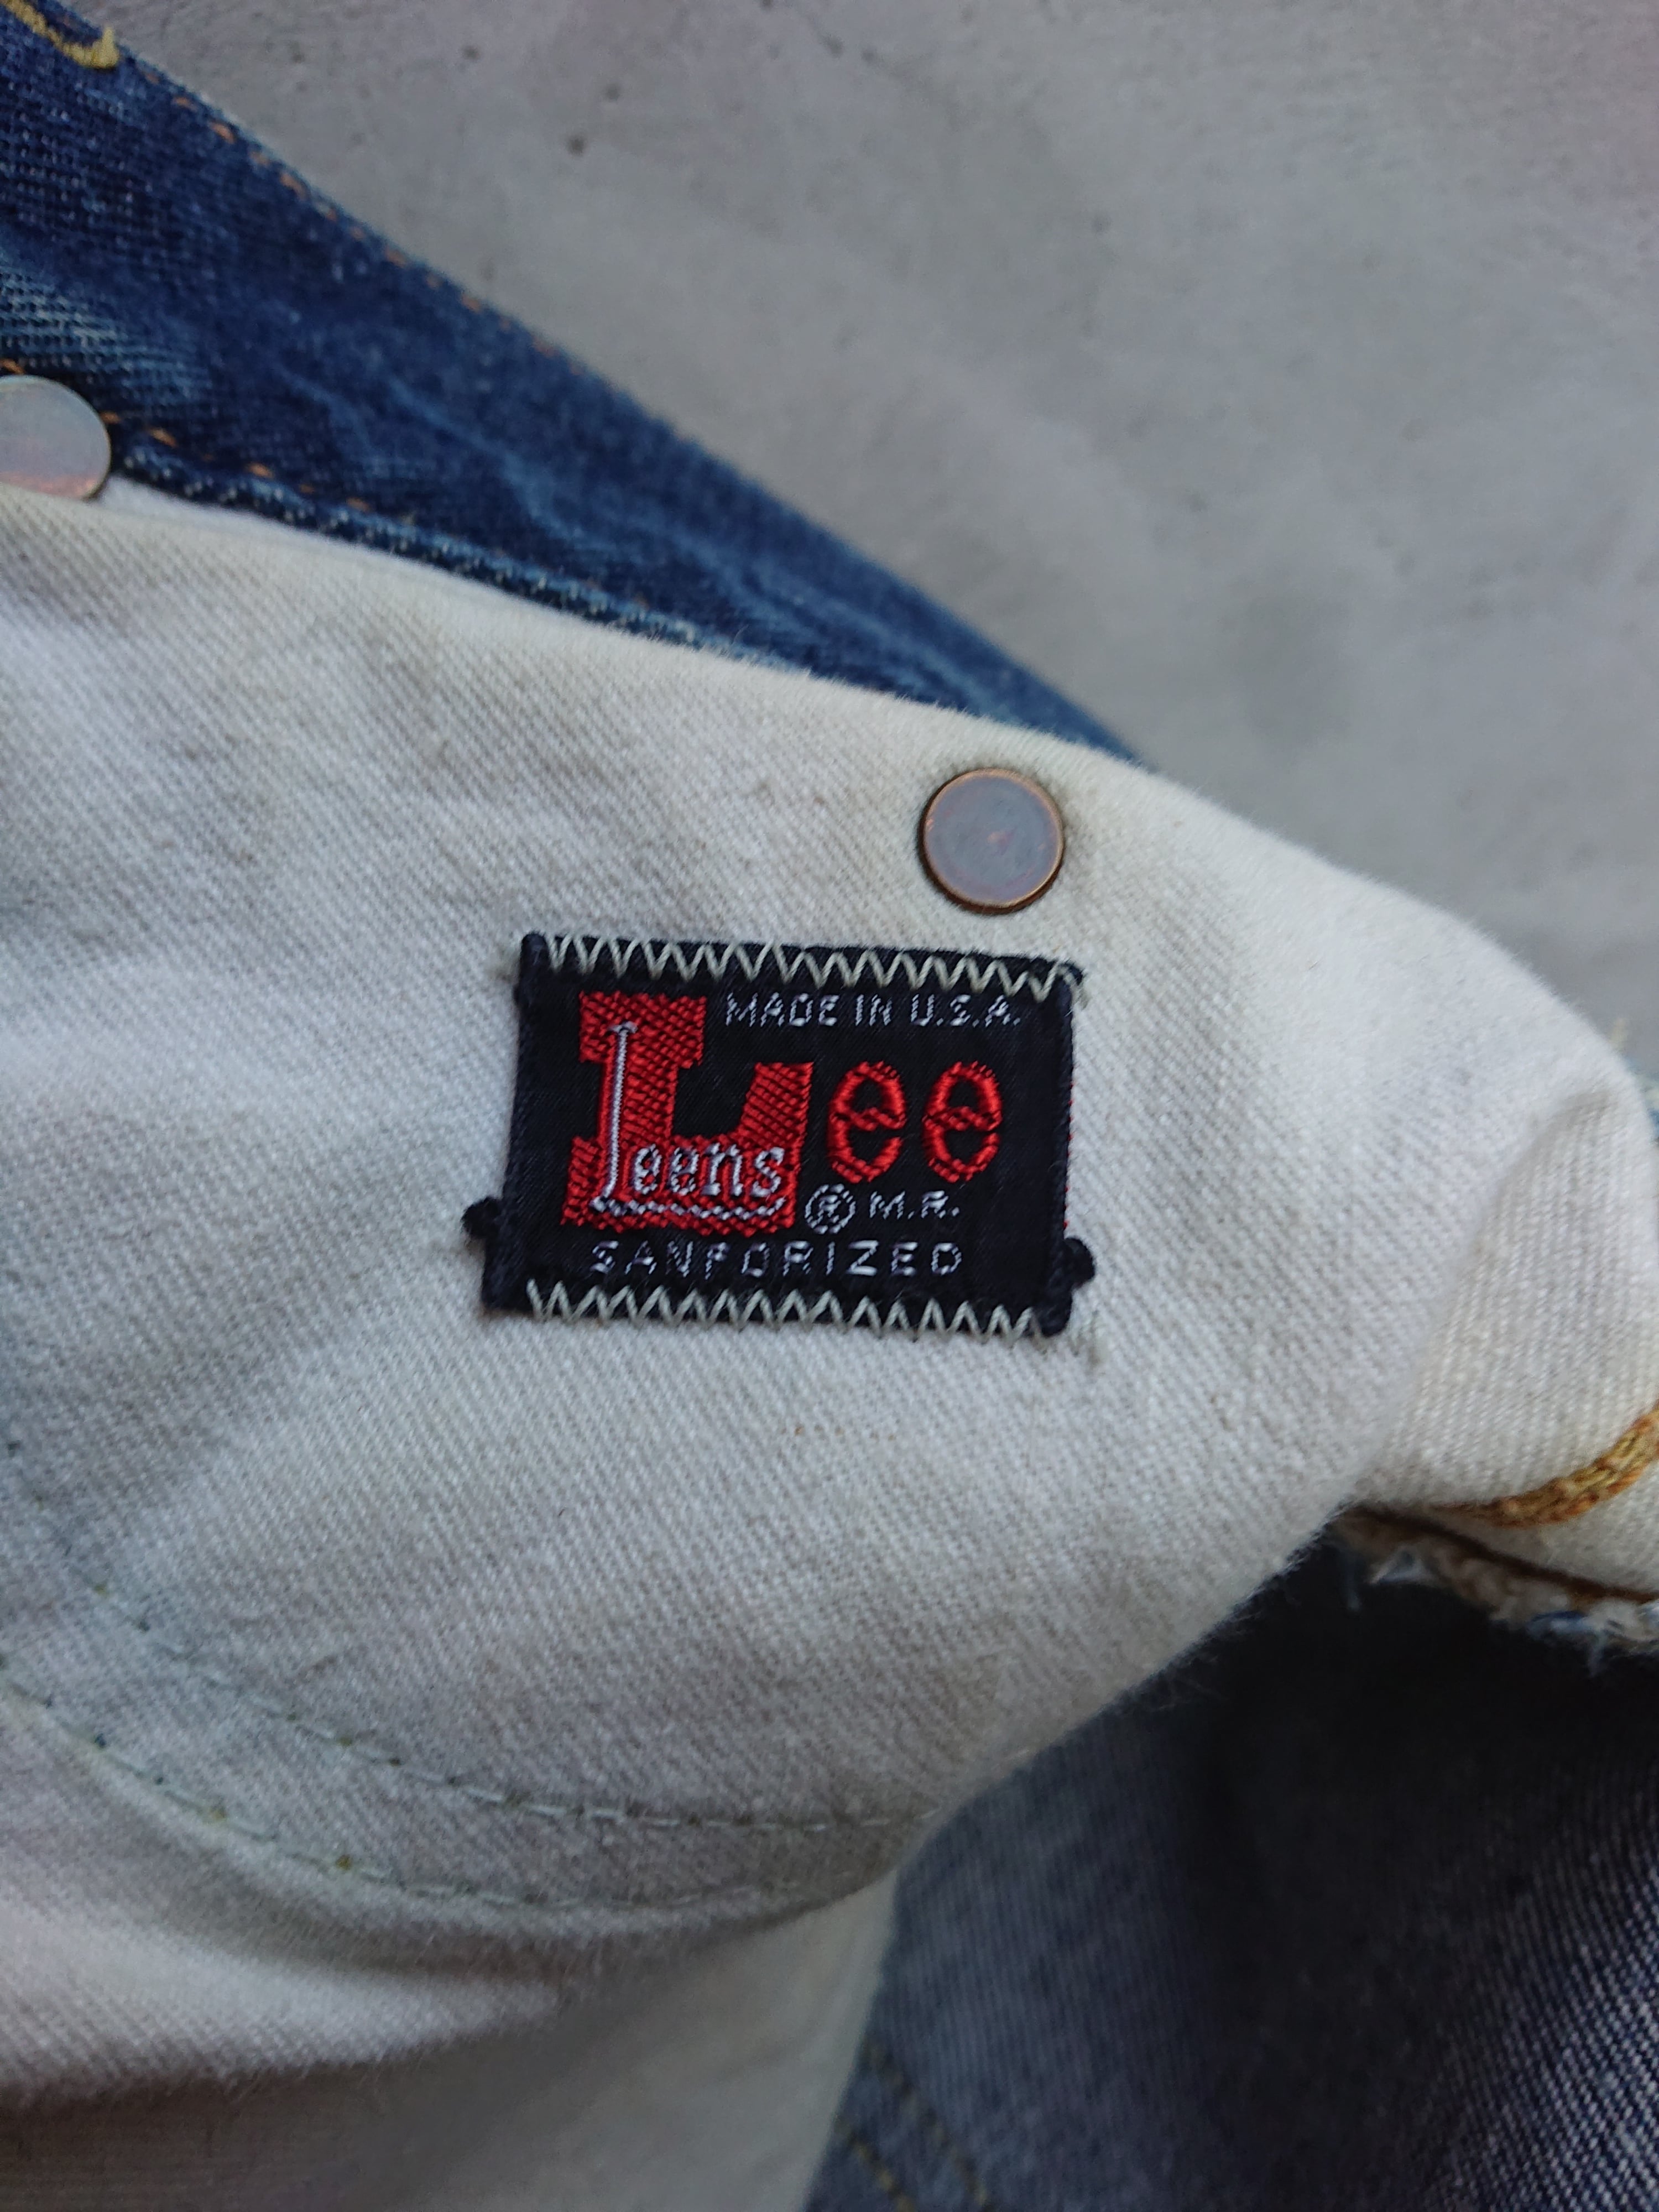 MADE IN U.S.A.
Lee
Leens
® M.R.
SANFORIZED